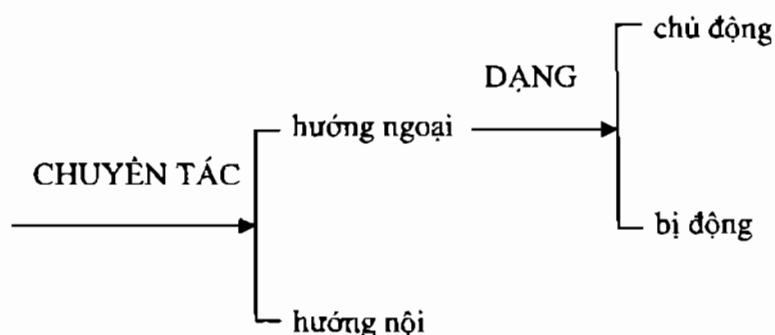 chủ động
DẠNG
hướng ngoại
CHUYÊN TÁC
bị động
hướng nội